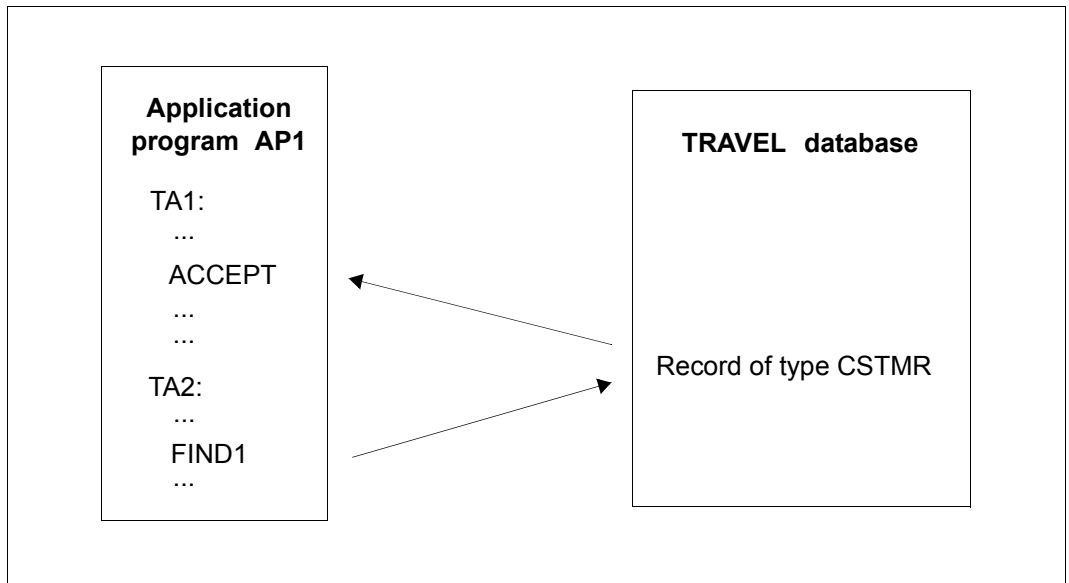 Application
program AP1
TA1:
...
ACCEPT
...
...
TA2:
...
FIND1
...
TRAVEL database
Record of type CSTMR